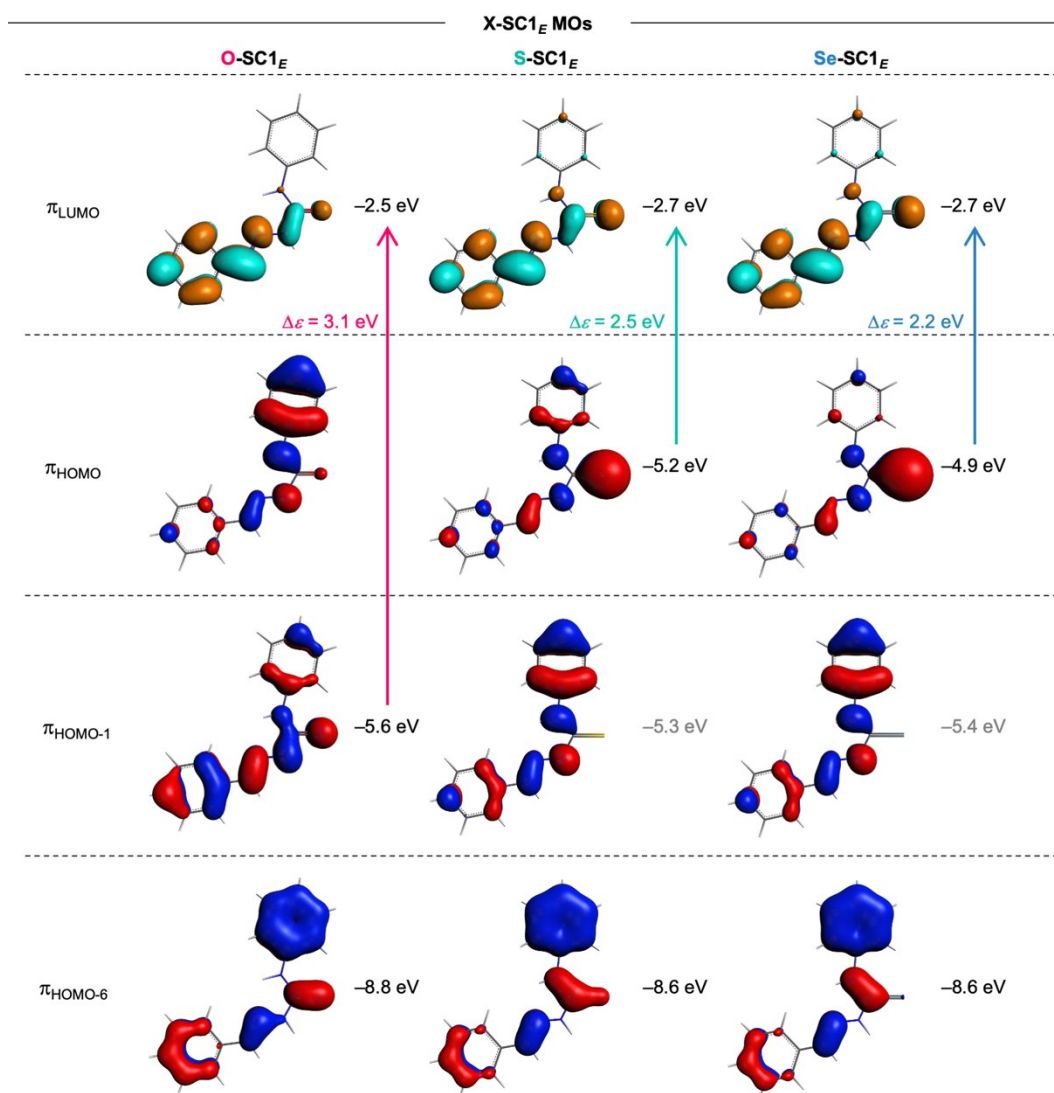 X-SC1E MOs
O-SC1E S-SC1E Se-SC1E
πLUMO –2.5 eV –2.7 eV –2.7 eV
Δε = 3.1 eV Δε = 2.5 eV Δε = 2.2 eV
πHOMO –5.2 eV –4.9 eV
πHOMO-1 –5.6 eV –5.3 eV –5.4 eV
πHOMO-6 –8.8 eV –8.6 eV –8.6 eV